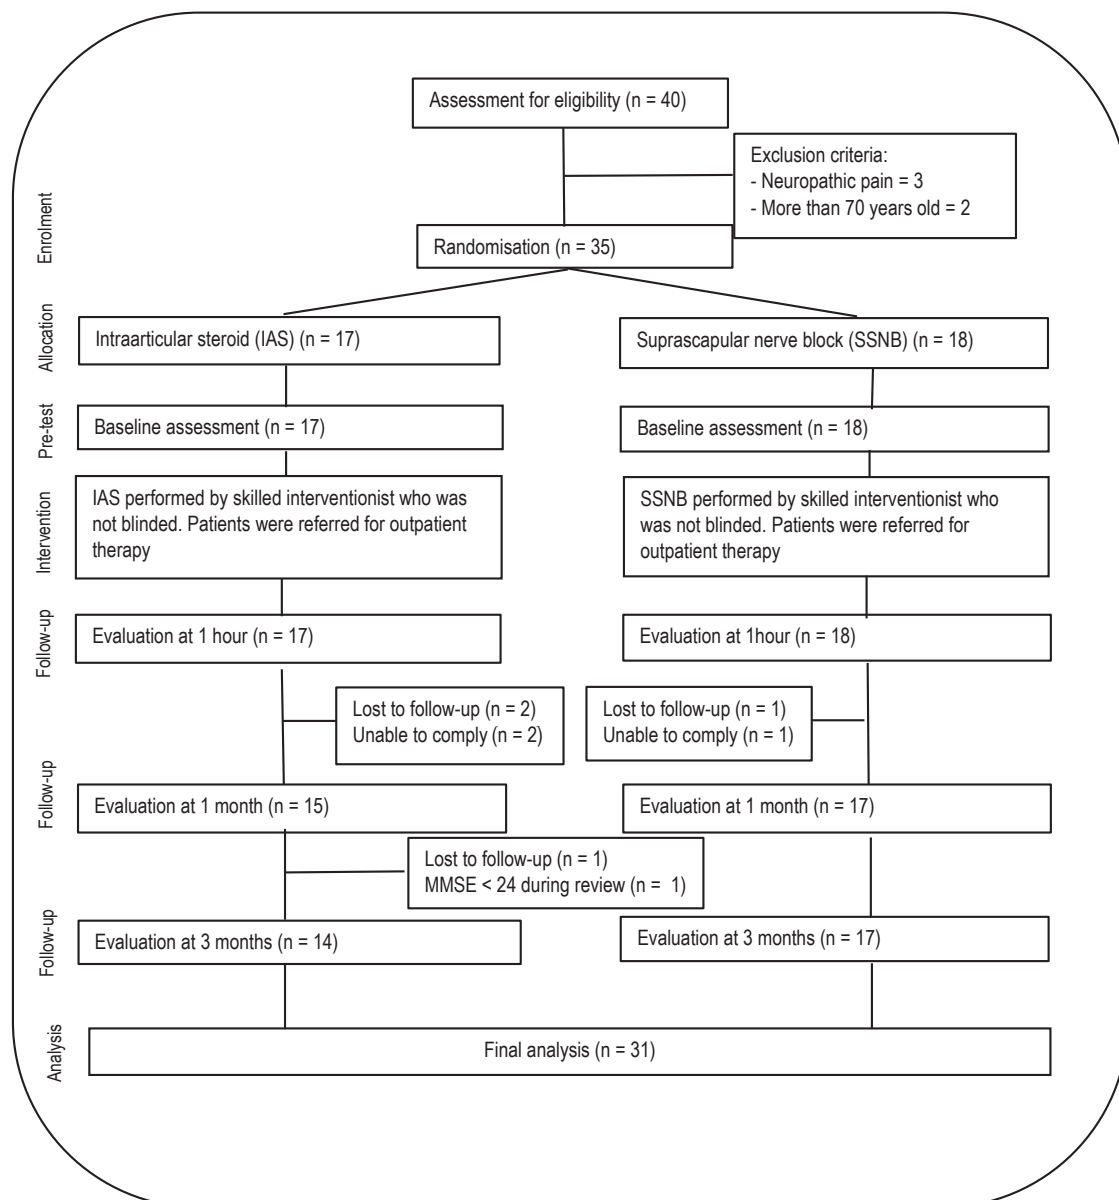 Assessment for eligibility (n = 40)
Exclusion criteria:
- Neuropathic pain = 3
- More than 70 years old = 2
Enrolment
Randomisation (n = 35)
Allocation
Intraarticular steroid (IAS) (n = 17)
Suprascapular nerve block (SSNB) (n = 18)
Pre-test
Baseline assessment (n = 17)
Baseline assessment (n = 18)
Intervention
IAS performed by skilled interventionist who was
not blinded. Patients were referred for outpatient
therapy
SSNB performed by skilled interventionist who
was not blinded. Patients were referred for
outpatient therapy
Follow-up
Evaluation at 1 hour (n = 17)
Evaluation at 1hour (n = 18)
Lost to follow-up (n = 2)
Unable to comply (n = 2)
Lost to follow-up (n = 1)
Unable to comply (n = 1)
Follow-up
Evaluation at 1 month (n = 15)
Evaluation at 1 month (n = 17)
Lost to follow-up (n = 1)
MMSE < 24 during review (n =  1)
Follow-up
Evaluation at 3 months (n = 14)
Evaluation at 3 months (n = 17)
Analysis
Final analysis (n = 31)